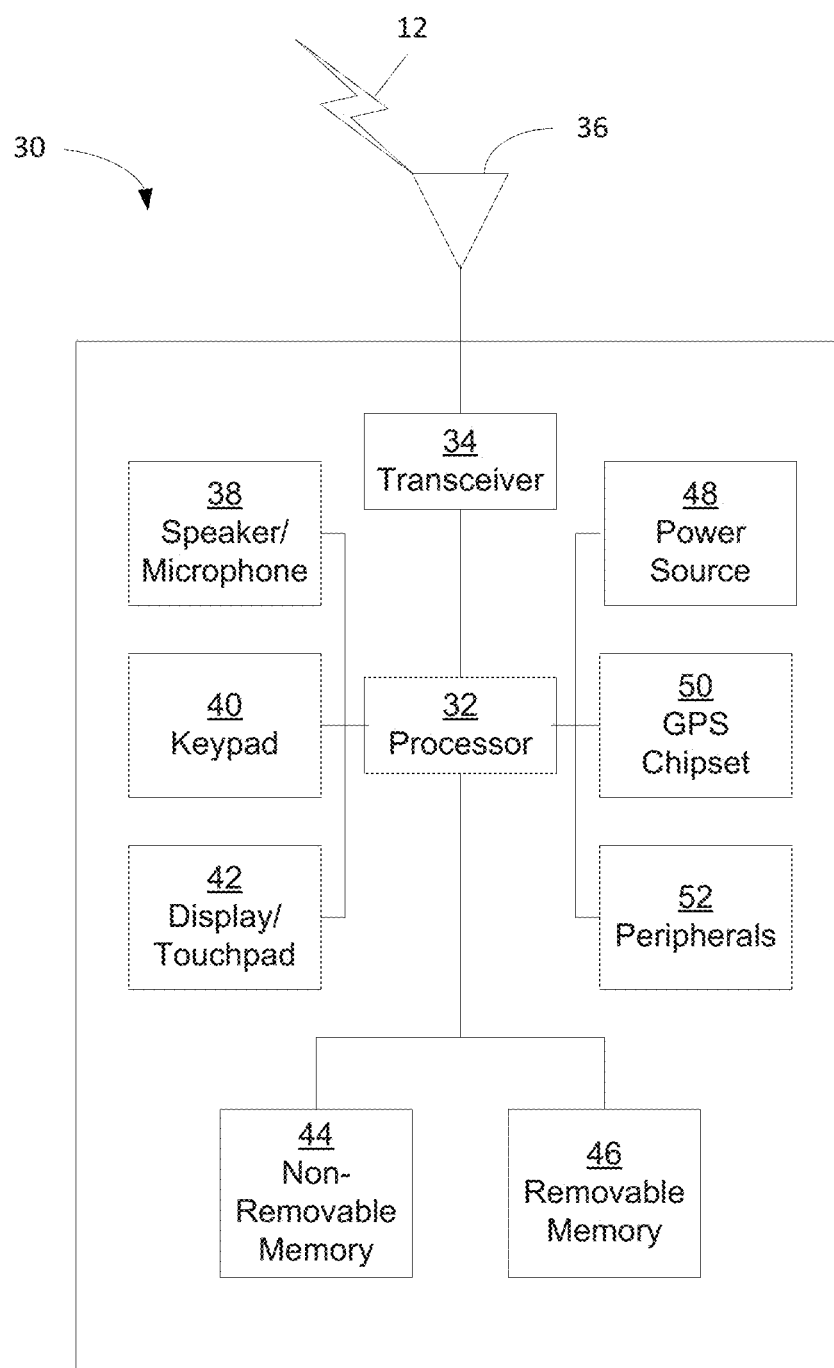 12
36
30
34
Transceiver
38
Speaker/
Microphone
48
Power
Source
40
Keypad
32
Processor
50
GPS
Chipset
42
Display/
Touchpad
52
Peripherals
44
Non-
Removable
Memory
46
Removable
Memory